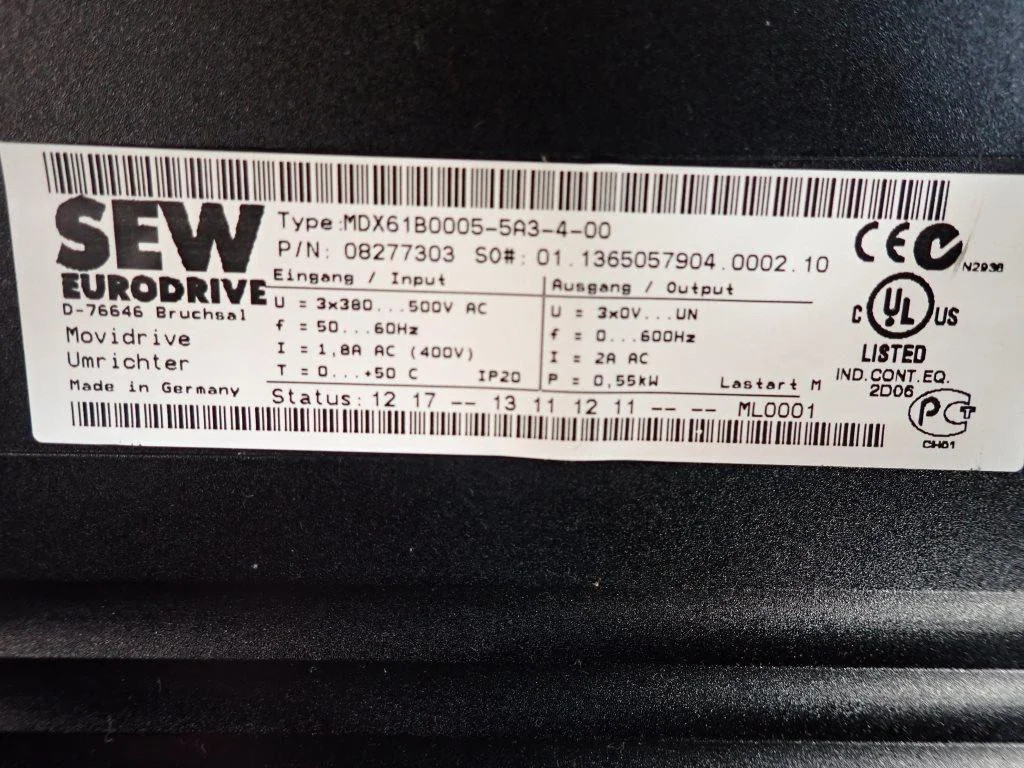 SEW
EURODRIVE
D-76646 Bruchsal
Movidrive
Umrichter
Made in Germany
Type:MDX61B0005-5A3-4-00
P/N: 08277303 SO#: 01.1365057904.0002.10
Eingang / Input
U = 3x380...500V AC
f = 50...60Hz
I = 1,8A AC (400V)
T = 0...+50 C IP20
Ausgang / Output
U = 3x0V...UN
f = 0...600Hz
I = 2A AC
P = 0,55kW Lastart M
Status: 12 17 -- 13 11 12 11 -- -- ML0001
CE
N2936
C UL US
LISTED
IND.CONT.EQ.
2D06
PCT
CH01